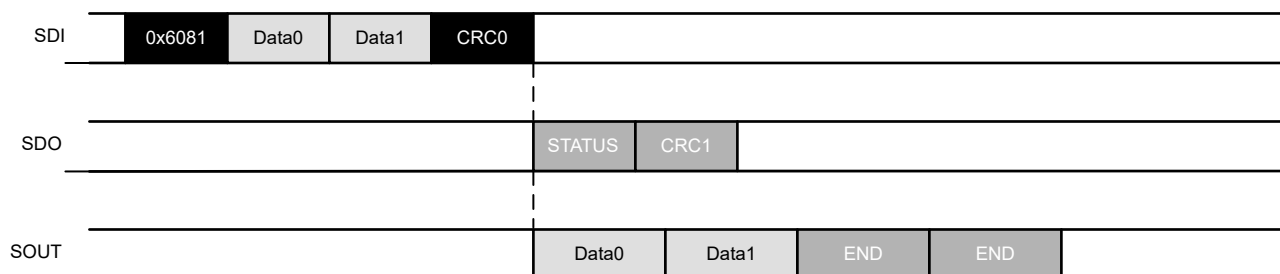 SDI 0x6081 Data0 Data1 CRC0
SDO STATUS CRC1
SOUT Data0 Data1 END END